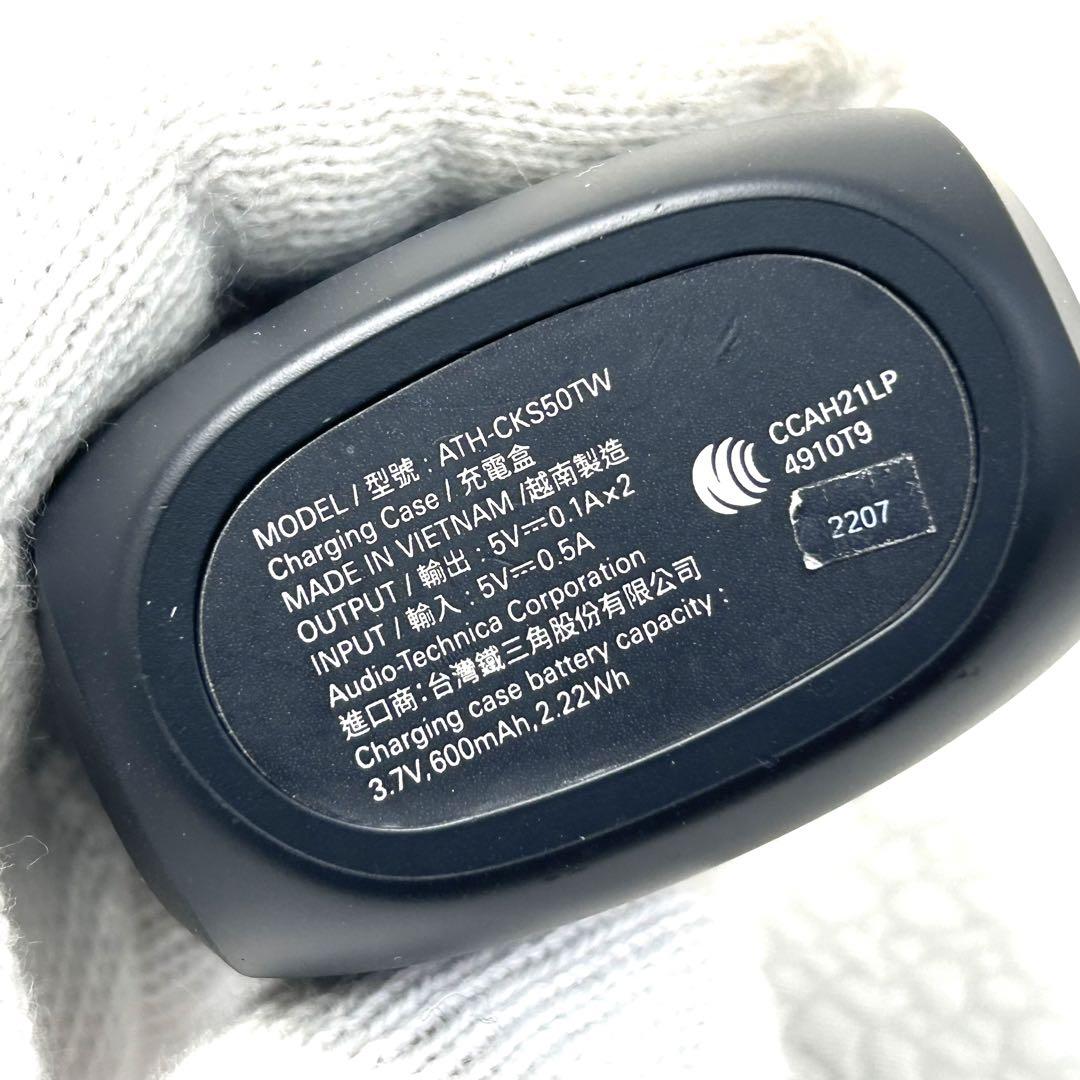 MODEL / 型號 : ATH-CKS50TW
Charging Case / 充電盒
MADE IN VIETNAM /越南製造
OUTPUT / 輸出 : 5V⎓0.1A×2
INPUT / 輸入 : 5V⎓0.5A
Audio-Technica Corporation
進口商:台灣鐵三角股份有限公司
Charging case battery capacity :
3.7V,600mAh,2.22Wh
CCAH21LP
4910T9
2207